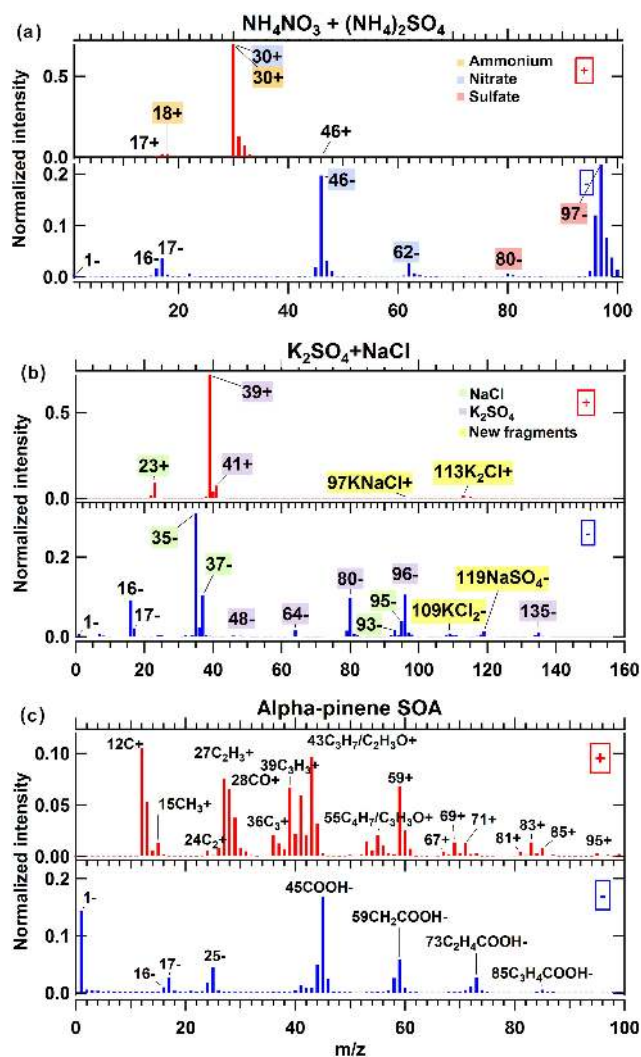 (a) NH4NO3 + (NH4)2SO4
Normalized intensity
0.5
0.0
17+
18+
30+
30+
46+
Ammonium
Nitrate
Sulfate
+
0.2
0.1
0.0
1-
16-
17-
46-
62-
80-
97-
-
20 40 60 80 100
(b) K2SO4+NaCl
Normalized intensity
0.5
0.0
23+
39+
41+
97KNaCl+
113K2Cl+
NaCl
K2SO4
New fragments
+
0.2
0.0
1-
16-
17-
35-
37-
48-
64-
80-
93-
95-
96-
109KCl2-
119NaSO4-
135-
-
0 20 40 60 80 100 120 140 160
(c) Alpha-pinene SOA
Normalized intensity
0.10
0.05
0.00
12C+
15CH3+
24C2+
27C2H3+
28CO+
36C3+
39C3H3+
43C3H7/C2H3O+
55C4H7/C3H3O+
59+
67+
69+
71+
81+
83+
85+
95+
+
0.2
0.1
0.0
1-
16-
17-
25-
45COOH-
59CH2COOH-
73C2H4COOH-
85C3H4COOH-
-
0 20 40 60 80 100
m/z